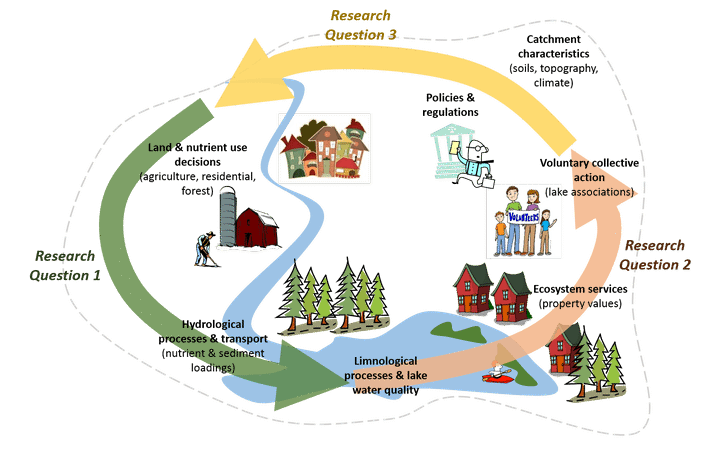 Research
Question 3
Catchment
characteristics
(soils, topography,
climate)
Policies &
regulations
Land & nutrient use
decisions
(agriculture, residential,
forest)
Voluntary collective
action
(lake associations)
VOLUNTEERS
Research
Question 1
Research
Question 2
Ecosystem services
(property values)
Hydrological
processes & transport
(nutrient & sediment
loadings)
Limnological
processes & lake
water quality